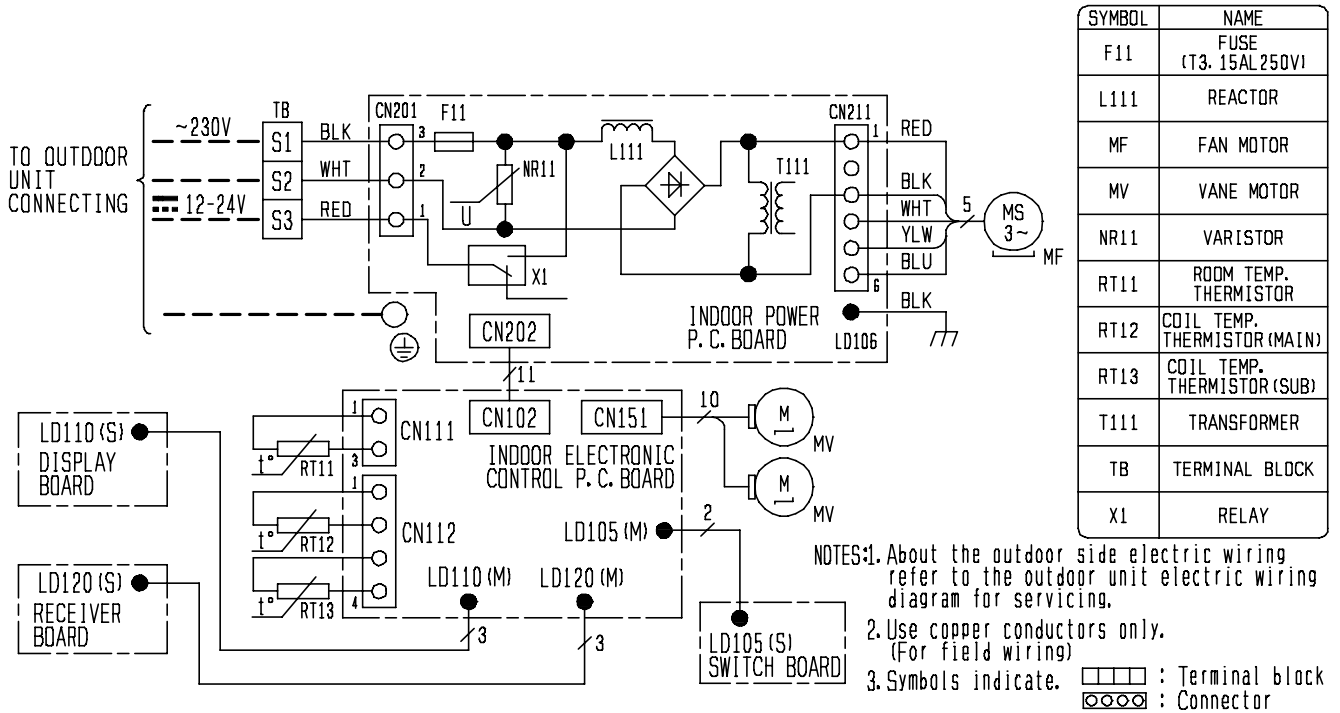 TO OUTDOOR
UNIT
CONNECTING
~230V
12-24V
TB
S1
S2
S3
BLK
WHT
RED
CN201
3
2
1
F11
NR11
U
L111
X1
T111
CN211
1
6
RED
BLK
WHT
YLW
BLU
BLK
5
MS
3~
MF
INDOOR POWER
P.C.BOARD
LD106
CN202
11
CN102
CN151
10
M
MV
M
MV
INDOOR ELECTRONIC
CONTROL P.C.BOARD
CN111
1
3
t°
RT11
CN112
1
4
t°
RT12
t°
RT13
LD105(M)
2
LD110(M)
LD120(M)
3
3
LD110(S)
DISPLAY
BOARD
LD120(S)
RECEIVER
BOARD
LD105(S)
SWITCH BOARD
SYMBOL NAME
F11 FUSE
(T3.15AL250V)
L111 REACTOR
MF FAN MOTOR
MV VANE MOTOR
NR11 VARISTOR
RT11 ROOM TEMP.
THERMISTOR
RT12 COIL TEMP.
THERMISTOR(MAIN)
RT13 COIL TEMP.
THERMISTOR(SUB)
T111 TRANSFORMER
TB TERMINAL BLOCK
X1 RELAY
NOTES:1. About the outdoor side electric wiring
refer to the outdoor unit electric wiring
diagram for servicing.
2. Use copper conductors only.
(For field wiring)
3. Symbols indicate.
: Terminal block
: Connector